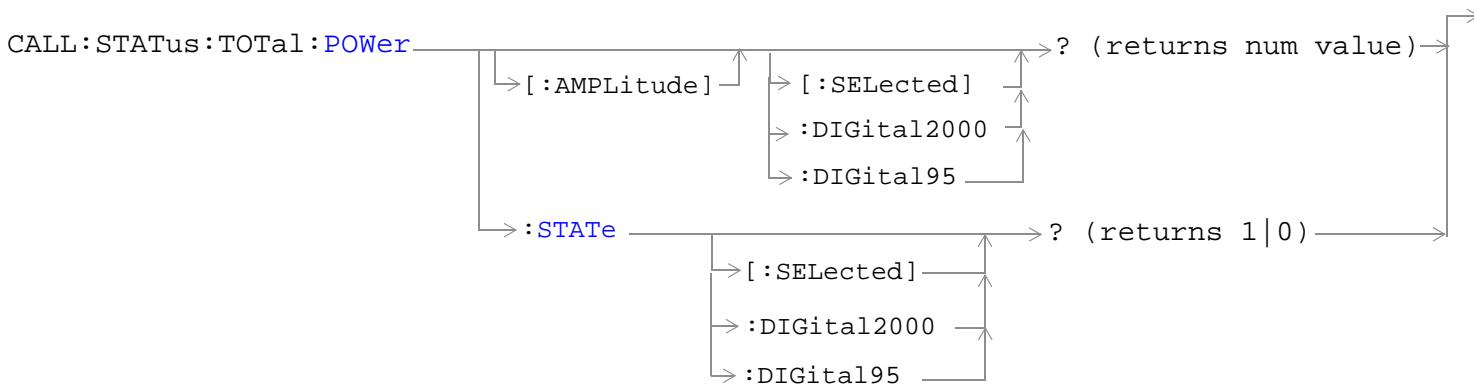 CALL:STATus:TOTal:POWer ? (returns num value)
[:AMPLitude] [:SELected]
:DIGital2000
:DIGital95
:STATe ? (returns 1|0)
[:SELected]
:DIGital2000
:DIGital95